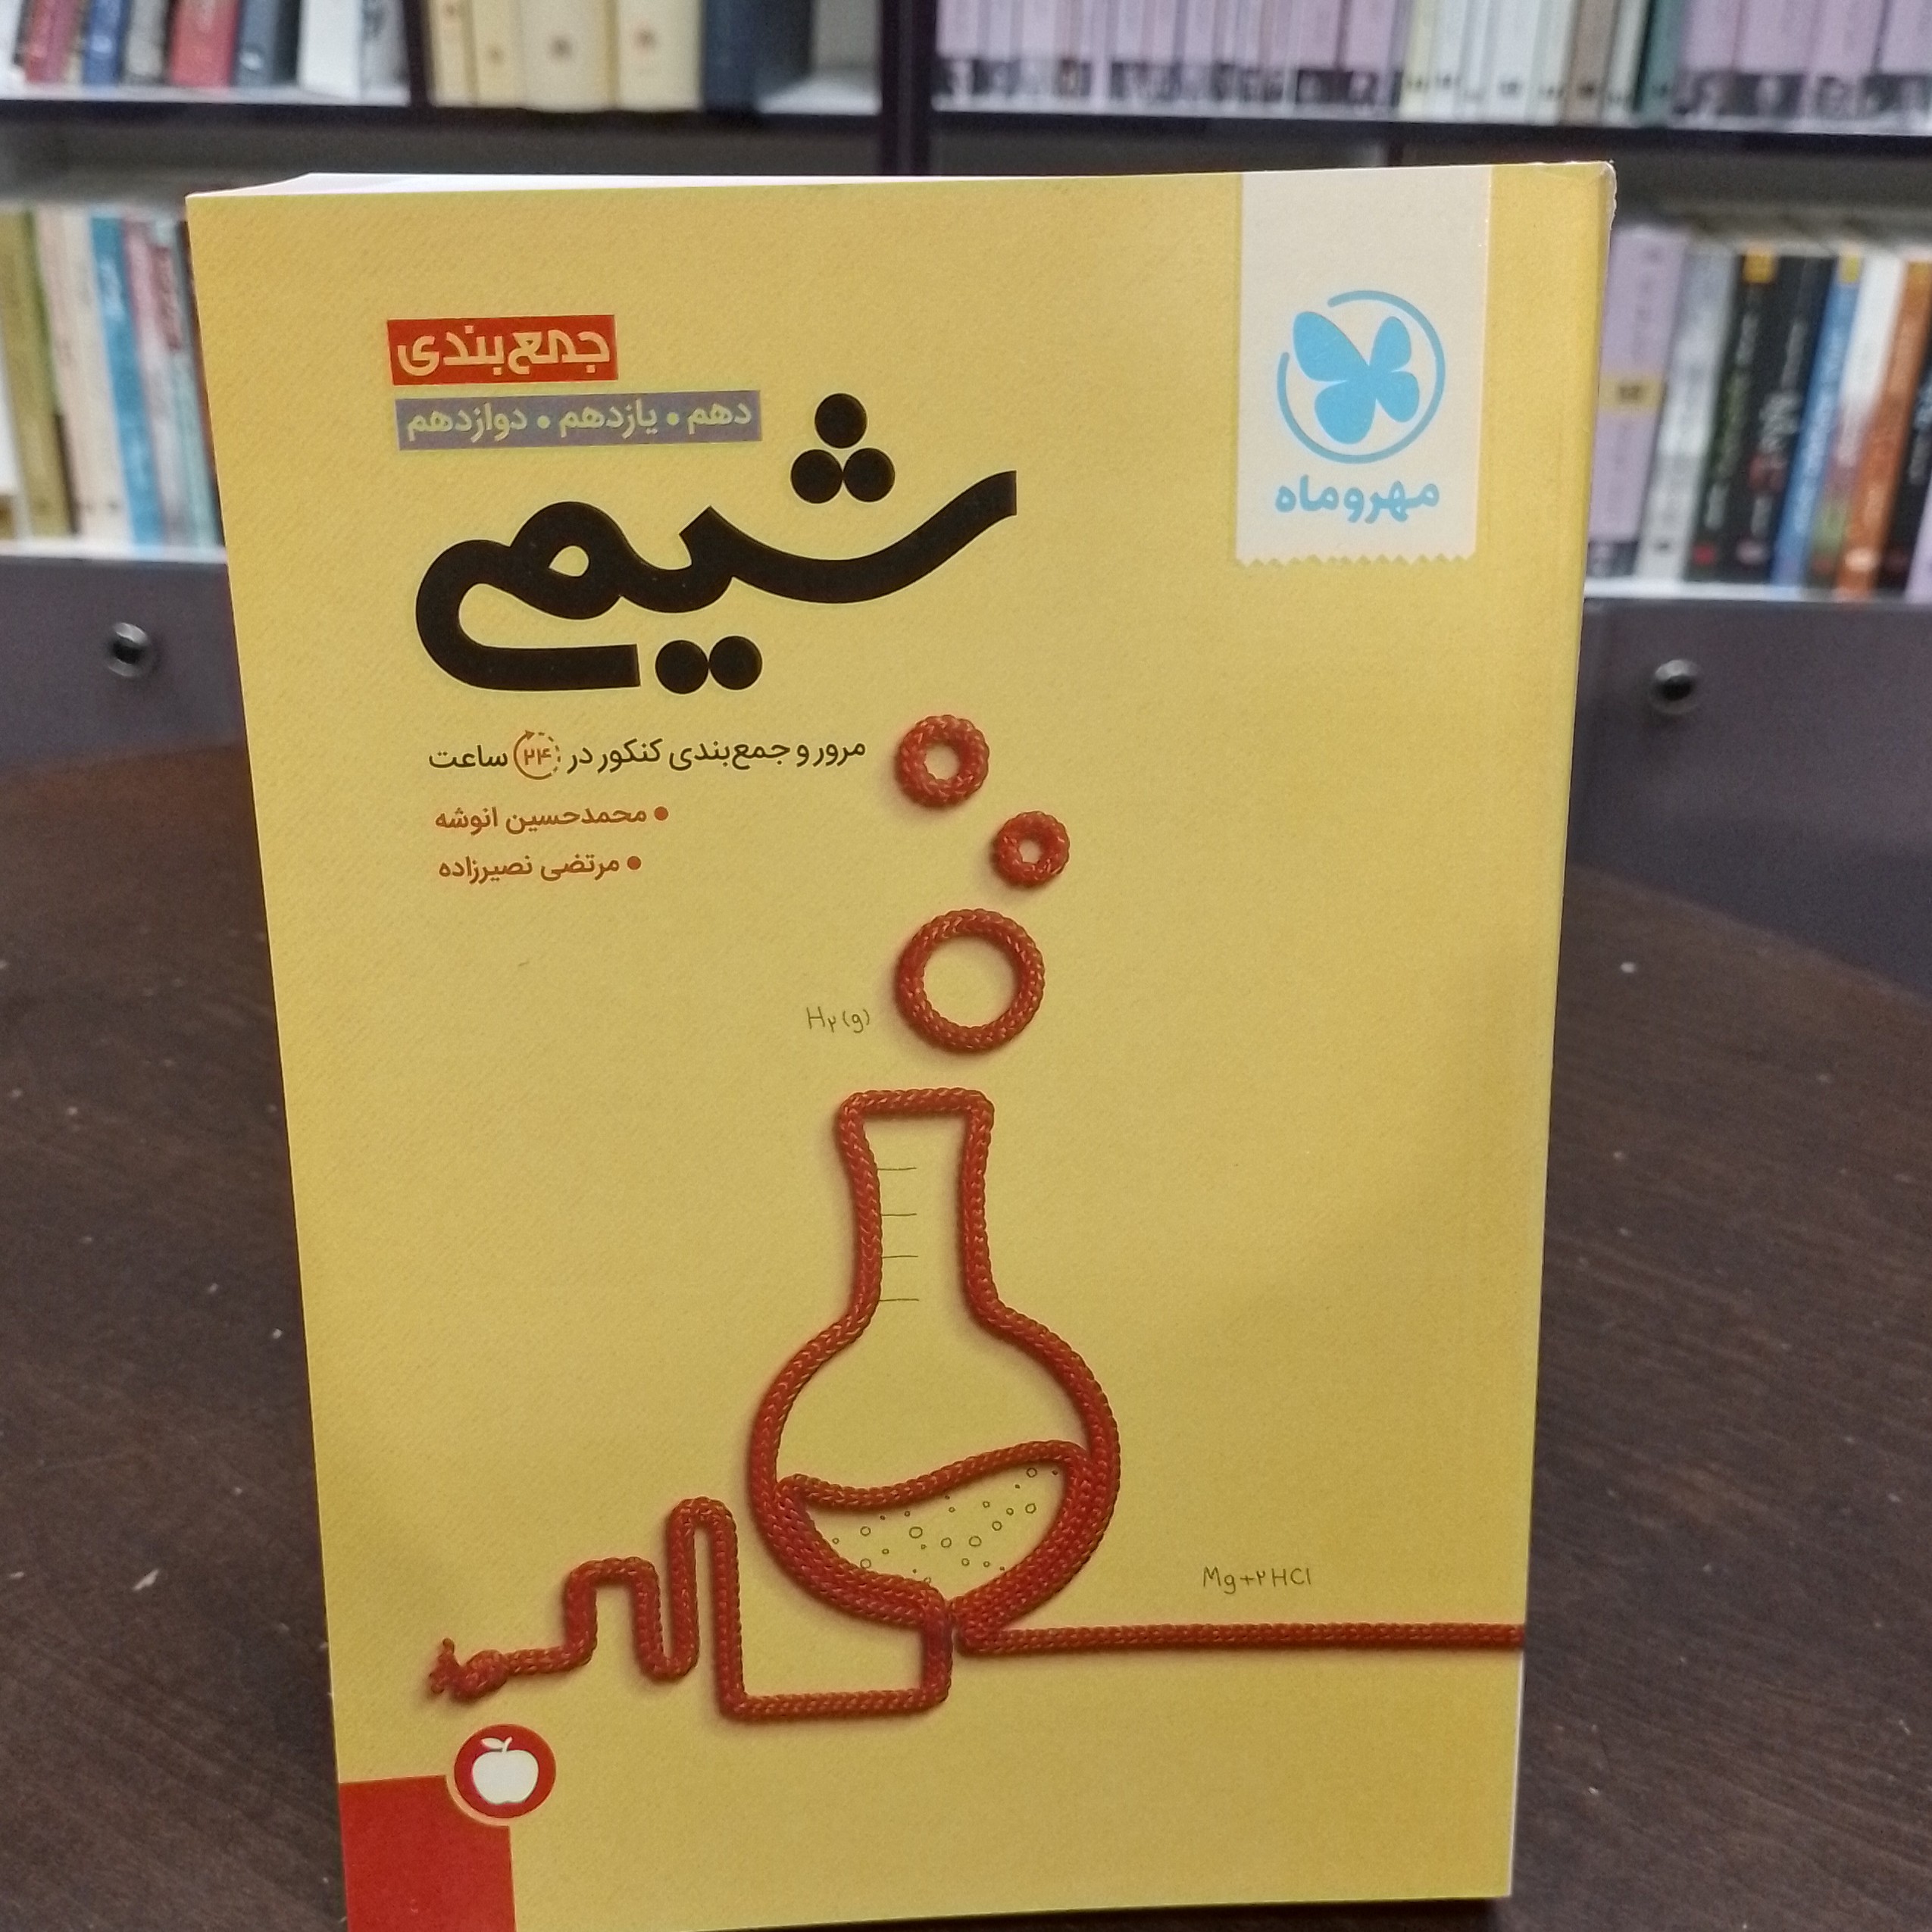 جمع‌بندی
دهم • یازدهم • دوازدهم
شیمی
مهروماه
مرور و جمع‌بندی کنکور در ۲۴ ساعت
• محمدحسین انوشه
• مرتضی نصیرزاده
H۲(g)
Mg+۲HCl